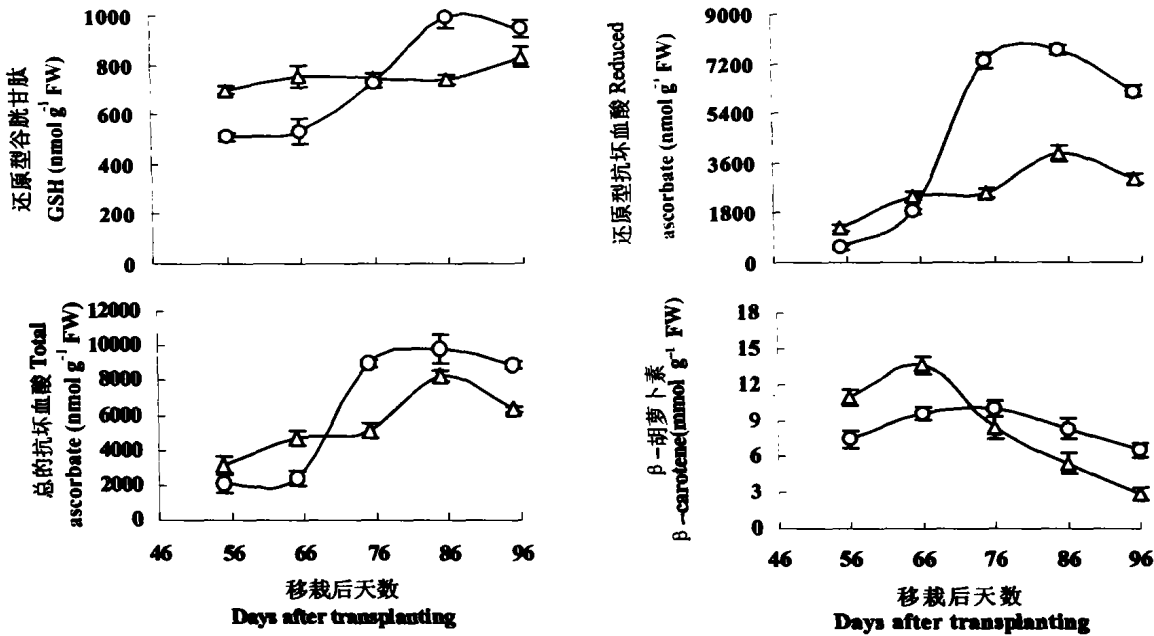 还原型谷胱甘肽
GSH (nmol g⁻¹ FW)
1000
800
600
400
200
0
还原型抗坏血酸 Reduced
ascorbate (nmol g⁻¹ FW)
9000
7200
5400
3600
1800
0
总的抗坏血酸 Total
ascorbate (nmol g⁻¹ FW)
12000
10000
8000
6000
4000
2000
0
46 56 66 76 86 96
移栽后天数
Days after transplanting
β-胡萝卜素
β-carotene(mmol g⁻¹ FW)
18
15
12
9
6
3
0
46 56 66 76 86 96
移栽后天数
Days after transplanting